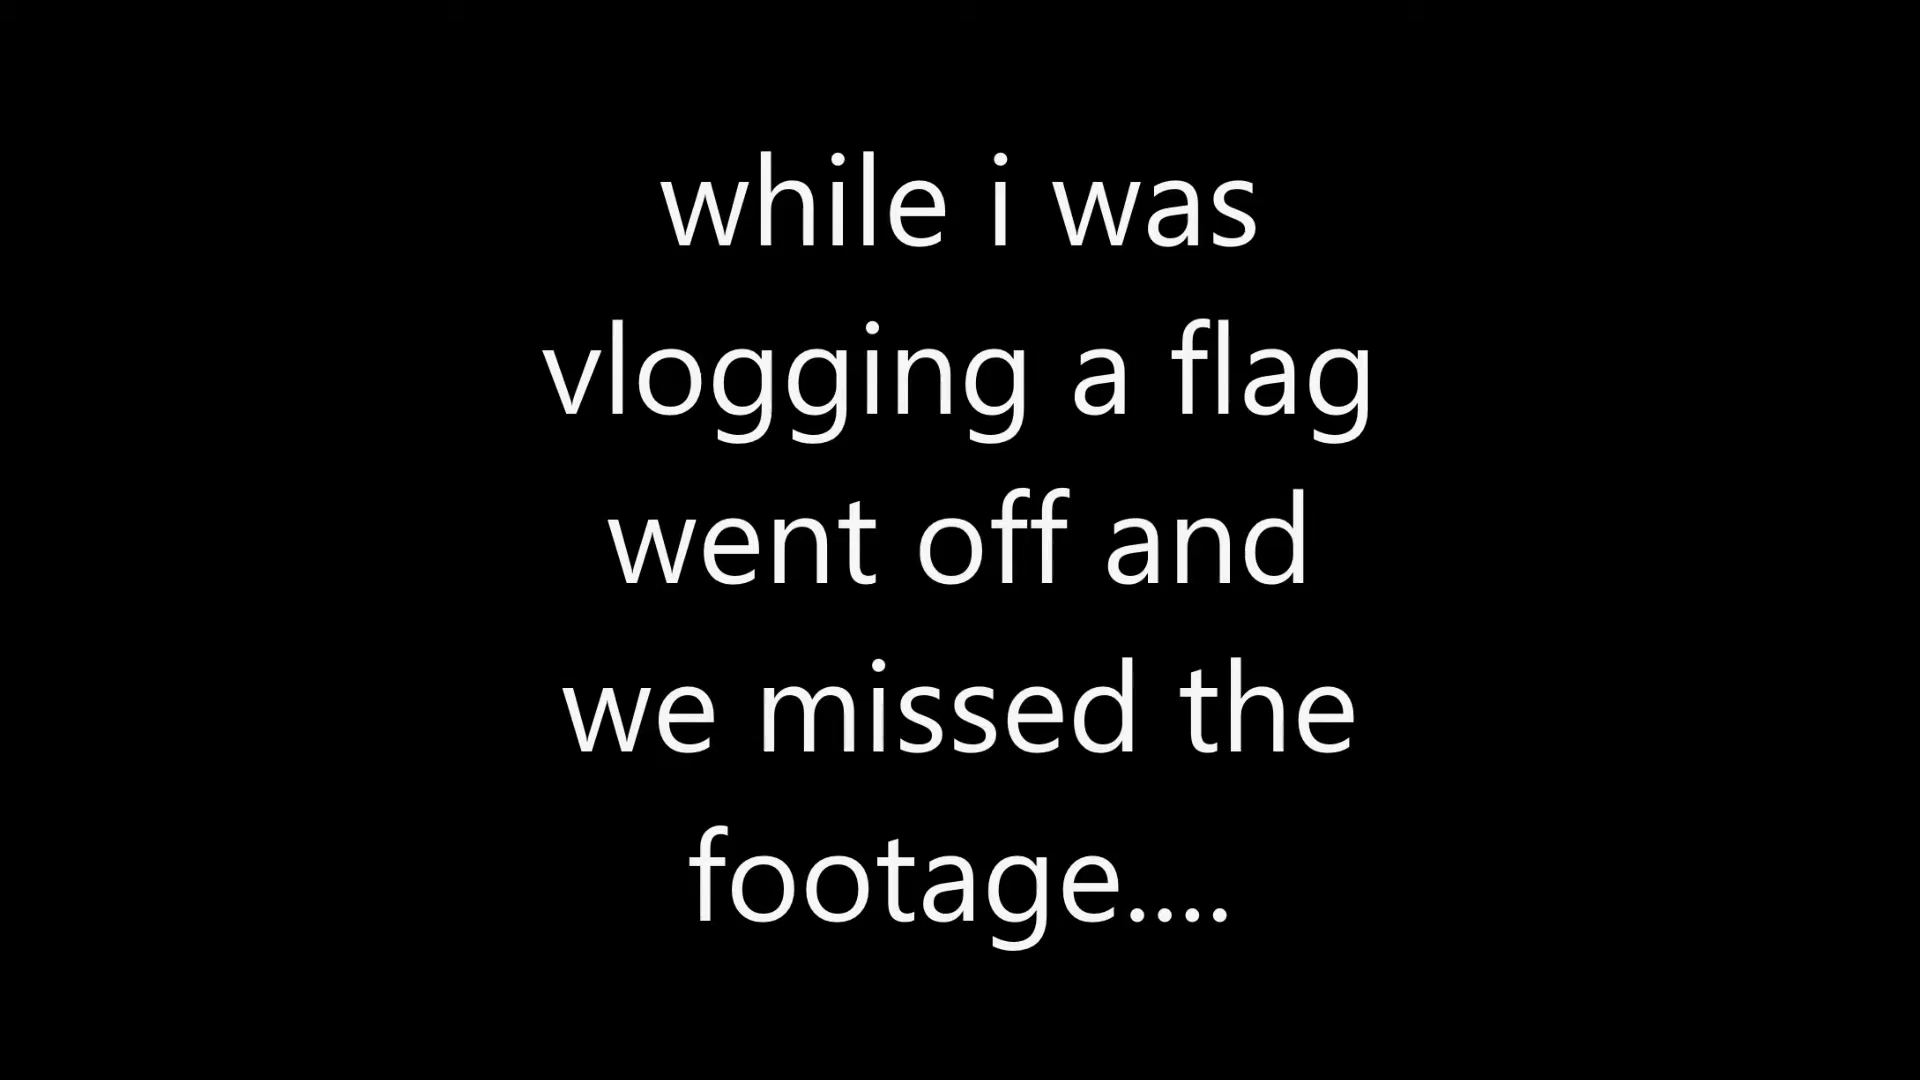 while i was
vlogging a flag
went off and
we missed the
footage....